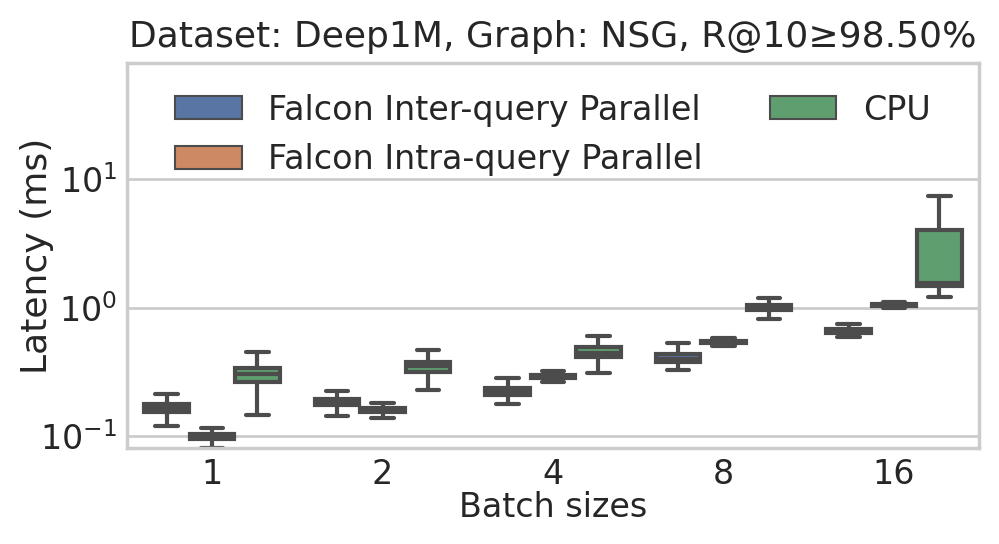 Dataset: Deep1M, Graph: NSG, R@10≥98.50%
Falcon Inter-query Parallel
CPU
Falcon Intra-query Parallel
Latency (ms)
10¹
10⁰
10⁻¹
1 2 4 8 16
Batch sizes